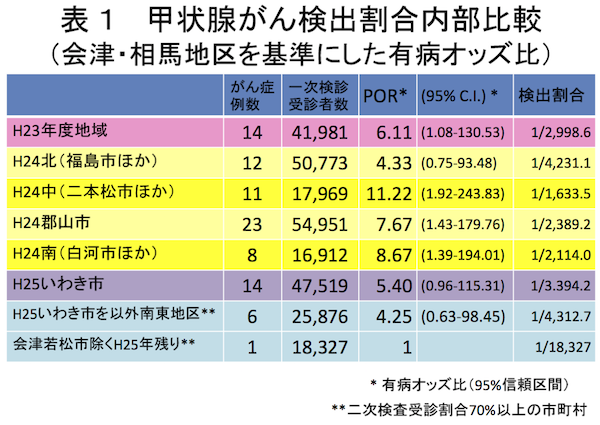 表１　甲状腺がん検出割合内部比較
（会津・相馬地区を基準にした有病オッズ比）
がん症例数 一次検診受診者数 POR* (95% C.I.) * 検出割合
H23年度地域 14 41,981 6.11 (1.08-130.53) 1/2,998.6
H24北（福島市ほか） 12 50,773 4.33 (0.75-93.48) 1/4,231.1
H24中（二本松市ほか） 11 17,969 11.22 (1.92-243.83) 1/1,633.5
H24郡山市 23 54,951 7.67 (1.43-179.76) 1/2,389.2
H24南（白河市ほか） 8 16,912 8.67 (1.39-194.01) 1/2,114.0
H25いわき市 14 47,519 5.40 (0.96-115.31) 1/3.394.2
H25いわき市を以外南東地区** 6 25,876 4.25 (0.63-98.45) 1/4,312.7
会津若松市除くH25年残り** 1 18,327 1 1/18,327
* 有病オッズ比（95%信頼区間）
**二次検査受診割合70%以上の市町村